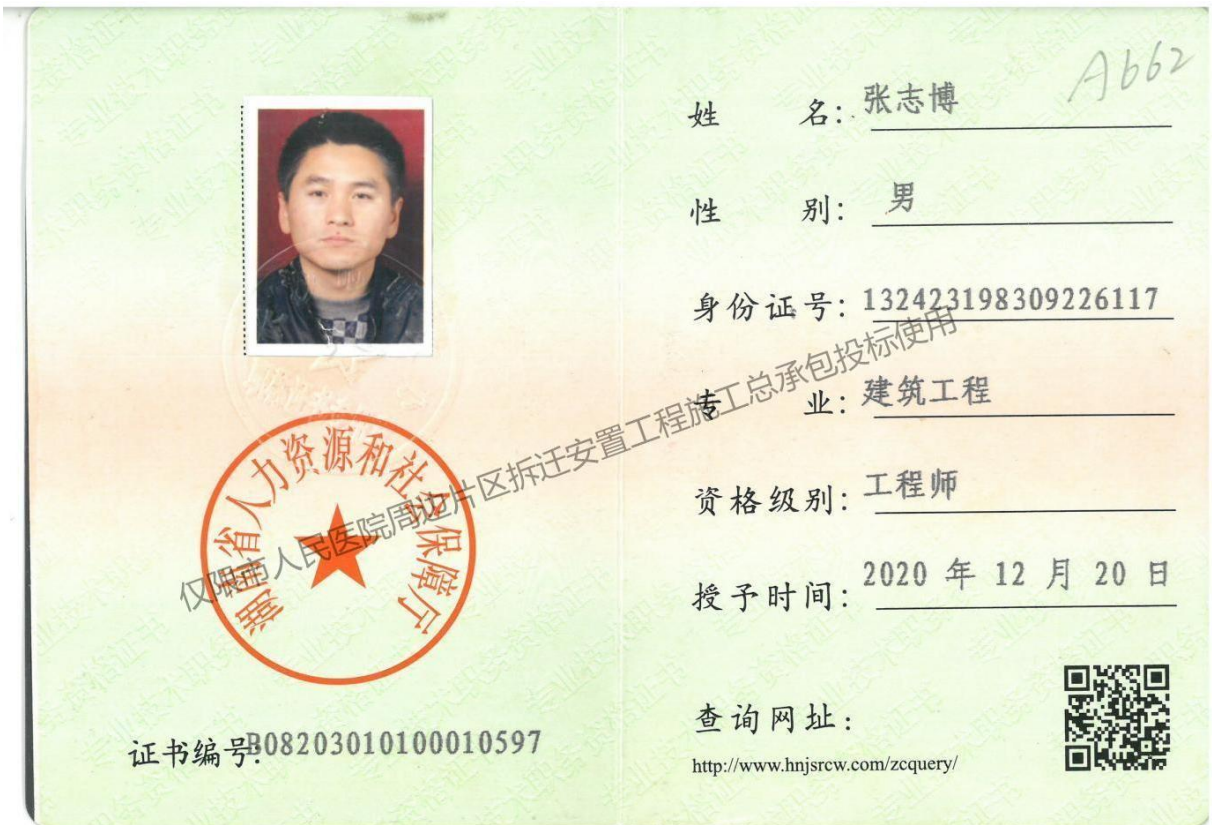 A662
姓 名: 张志博
性 别: 男
身份证号: 132423198309226117
专 业: 建筑工程
资格级别: 工程师
授予时间: 2020 年 12 月 20 日
查询网址:
http://www.hnjsrcw.com/zcquery/
湖南省人力资源和社会保障厅
证书编号:B08203010100010597
仅限市人民医院周边片区拆迁安置工程施工总承包投标使用